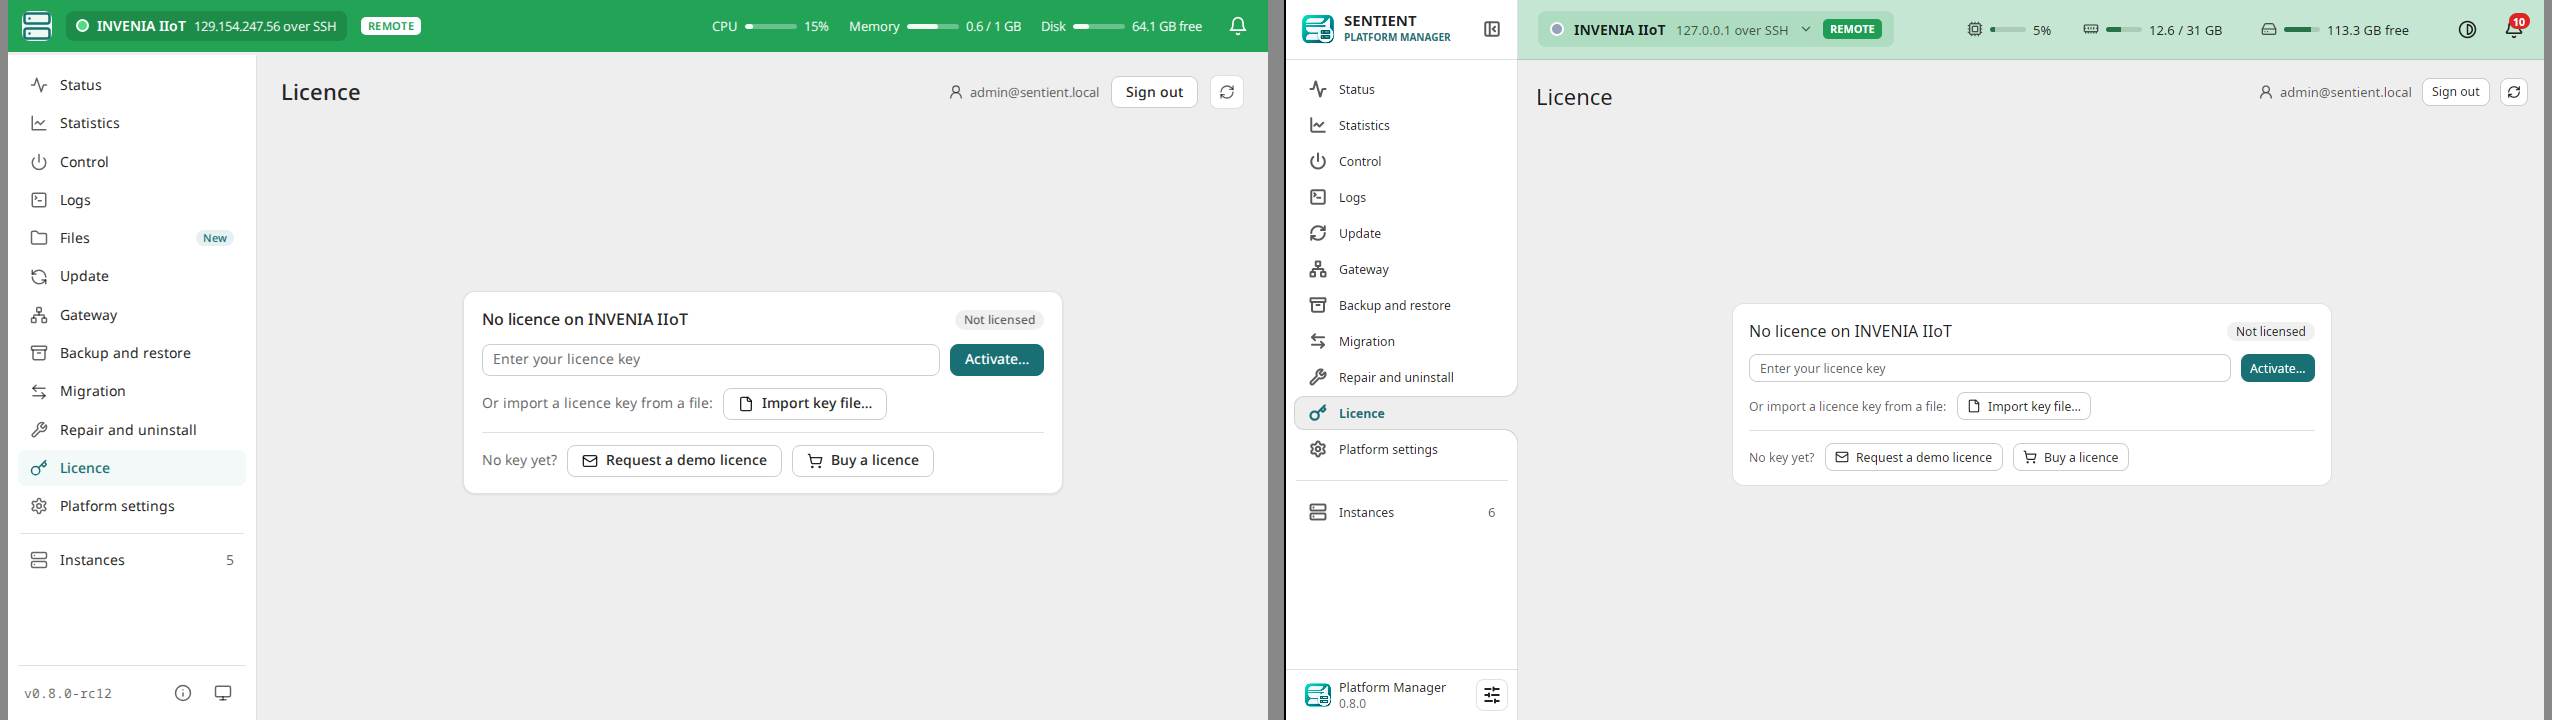 INVENIA IIoT 129.154.247.56 over SSH REMOTE CPU 15% Memory 0.6 / 1 GB Disk 64.1 GB free
Status
Statistics
Control
Logs
Files New
Update
Gateway
Backup and restore
Migration
Repair and uninstall
Licence
Platform settings
Instances 5
v0.8.0-rc12
Licence
admin@sentient.local Sign out
No licence on INVENIA IIoT Not licensed
Enter your licence key Activate...
Or import a licence key from a file: Import key file...
No key yet? Request a demo licence Buy a licence
SENTIENT
PLATFORM MANAGER
INVENIA IIoT 127.0.0.1 over SSH REMOTE 5% 12.6 / 31 GB 113.3 GB free 10
Status
Statistics
Control
Logs
Update
Gateway
Backup and restore
Migration
Repair and uninstall
Licence
Platform settings
Instances 6
Platform Manager
0.8.0
Licence
admin@sentient.local Sign out
No licence on INVENIA IIoT Not licensed
Enter your licence key Activate...
Or import a licence key from a file: Import key file...
No key yet? Request a demo licence Buy a licence